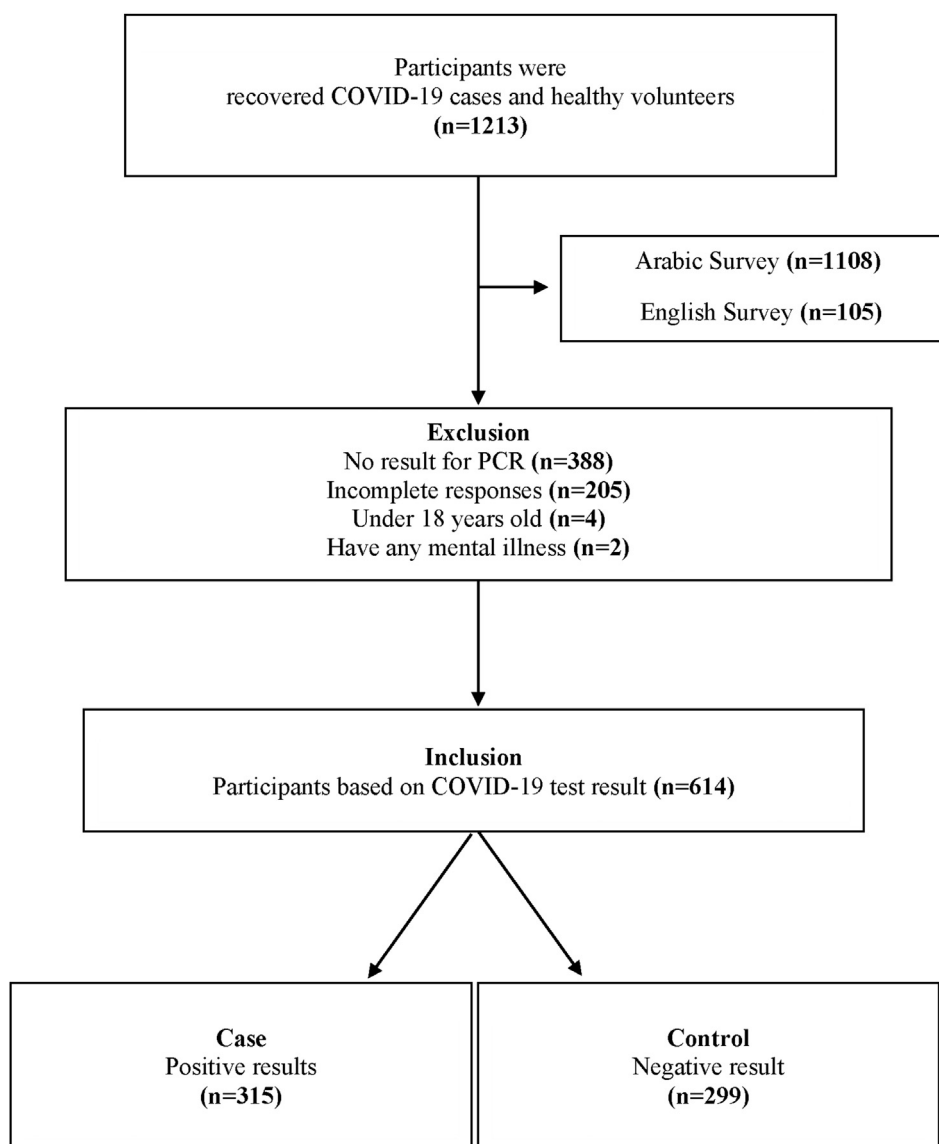 Participants were
recovered COVID-19 cases and healthy volunteers
(n=1213)
Arabic Survey (n=1108)
English Survey (n=105)
Exclusion
No result for PCR (n=388)
Incomplete responses (n=205)
Under 18 years old (n=4)
Have any mental illness (n=2)
Inclusion
Participants based on COVID-19 test result (n=614)
Case
Positive results
(n=315)
Control
Negative result
(n=299)